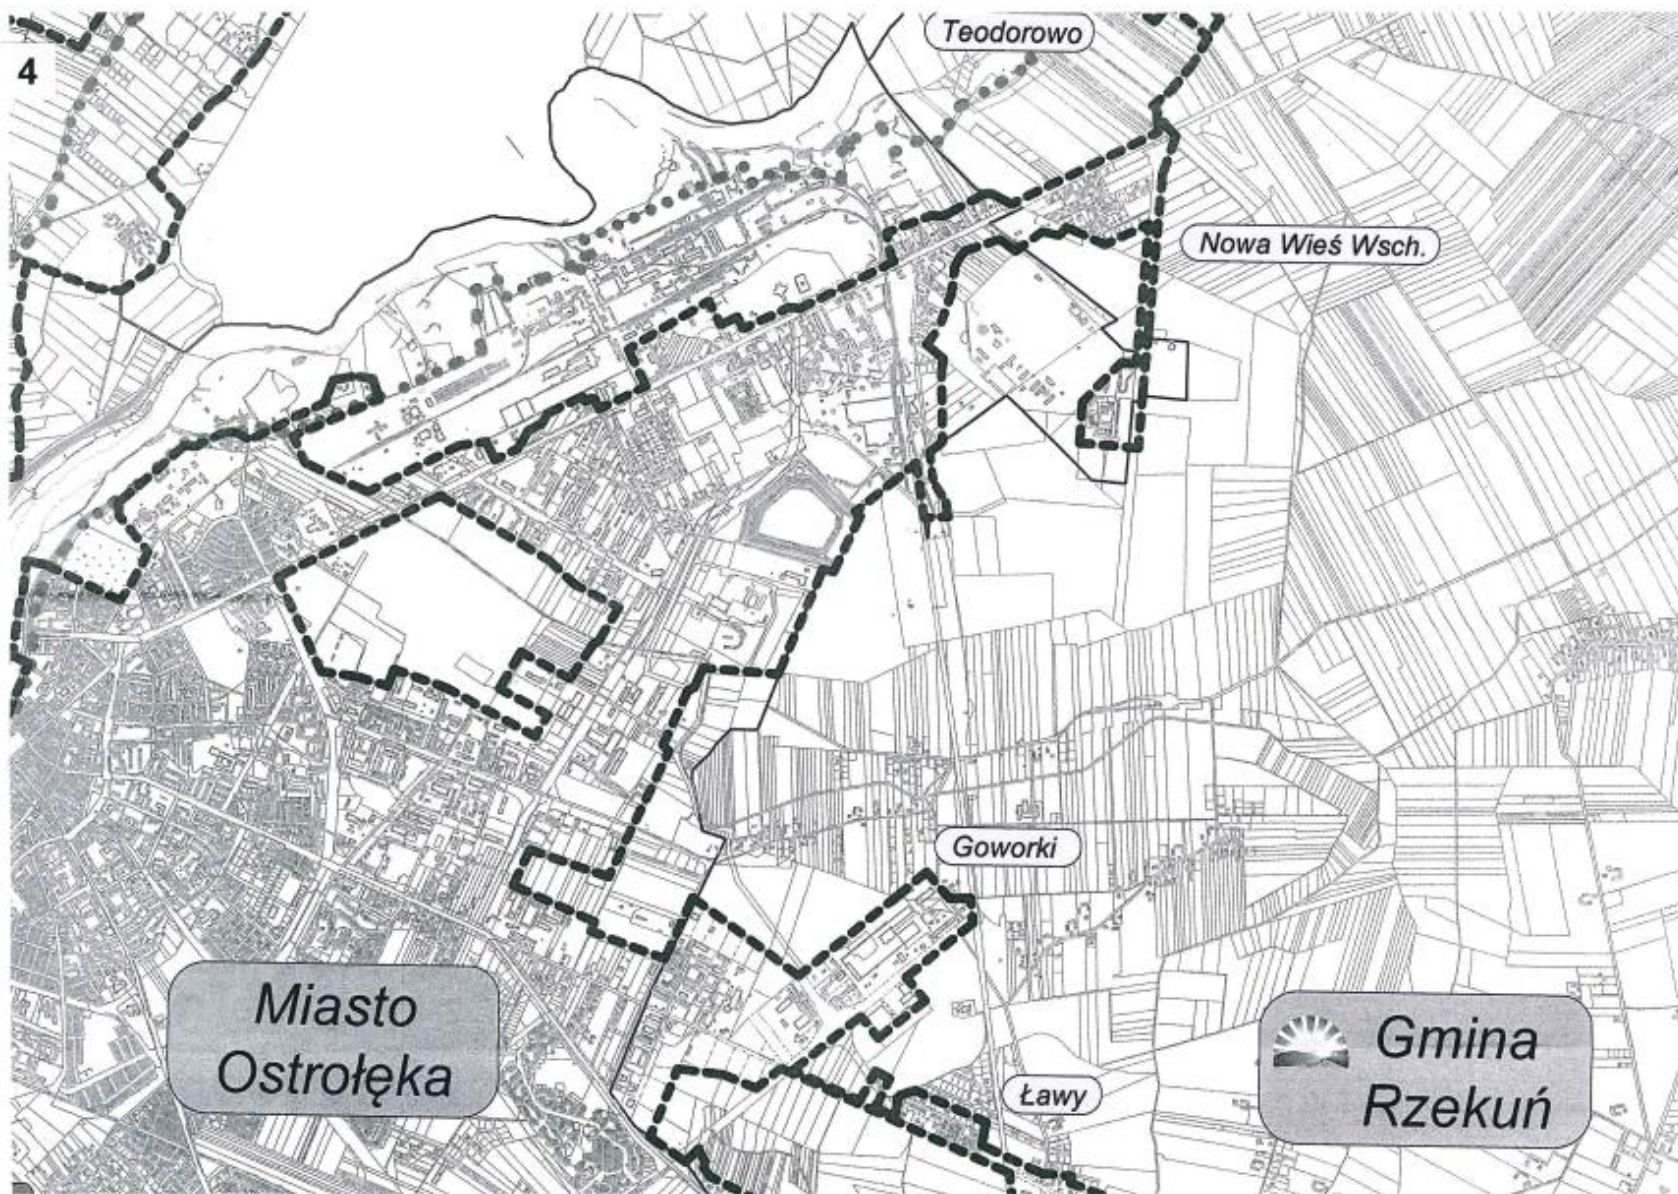 Teodorowo
4
Nowa Wieś Wsch.
Goworki
Miasto
Ostrołęka
Gmina
Rzekuń
Ławy